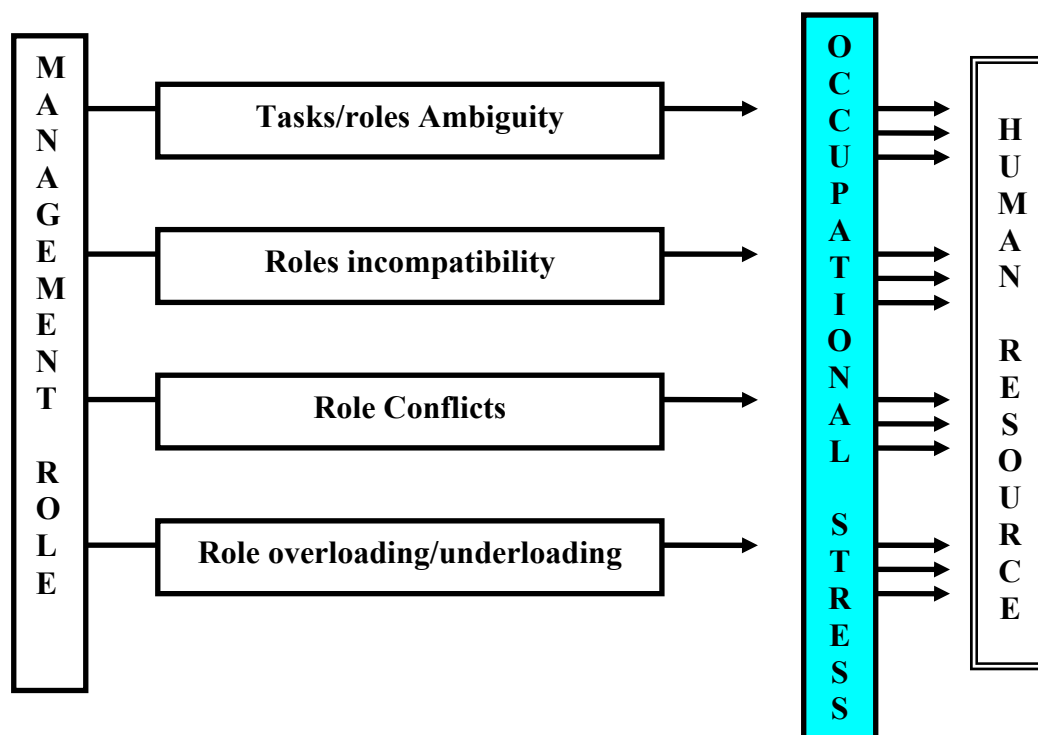 MANAGEMENT ROLE
Tasks/roles Ambiguity
Roles incompatibility
Role Conflicts
Role overloading/underloading
OCCUPATIONAL STRESS
HUMAN RESOURCE